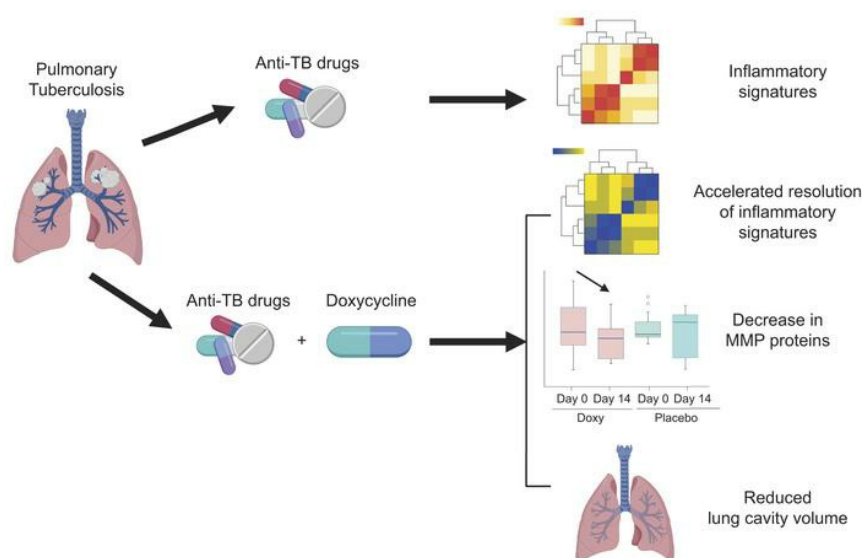 Pulmonary
Tuberculosis
Anti-TB drugs
Inflammatory
signatures
Accelerated resolution
of inflammatory
signatures
Anti-TB drugs
+
Doxycycline
Decrease in
MMP proteins
Day 0 Day 14 Day 0 Day 14
Doxy Placebo
Reduced
lung cavity volume